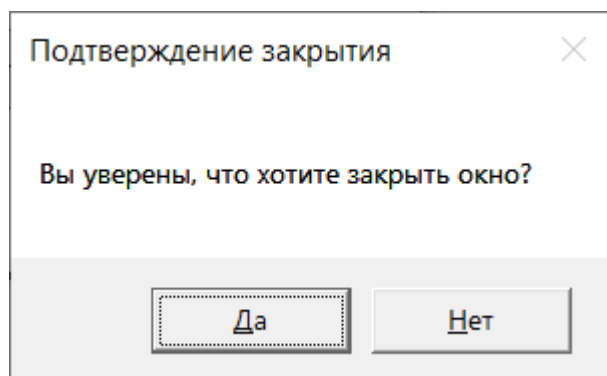 Подтверждение закрытия
Вы уверены, что хотите закрыть окно?
Да
Нет